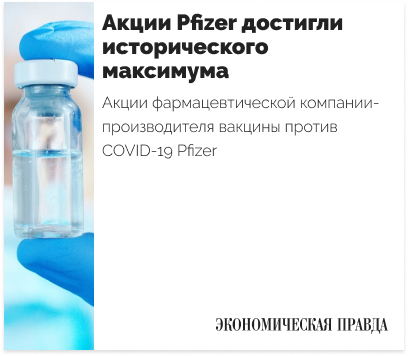 Акции Pfizer достигли
исторического
максимума
Акции фармацевтической компании-
производителя вакцины против
COVID-19 Pfizer
ЭКОНОМИЧЕСКАЯ ПРАВДА